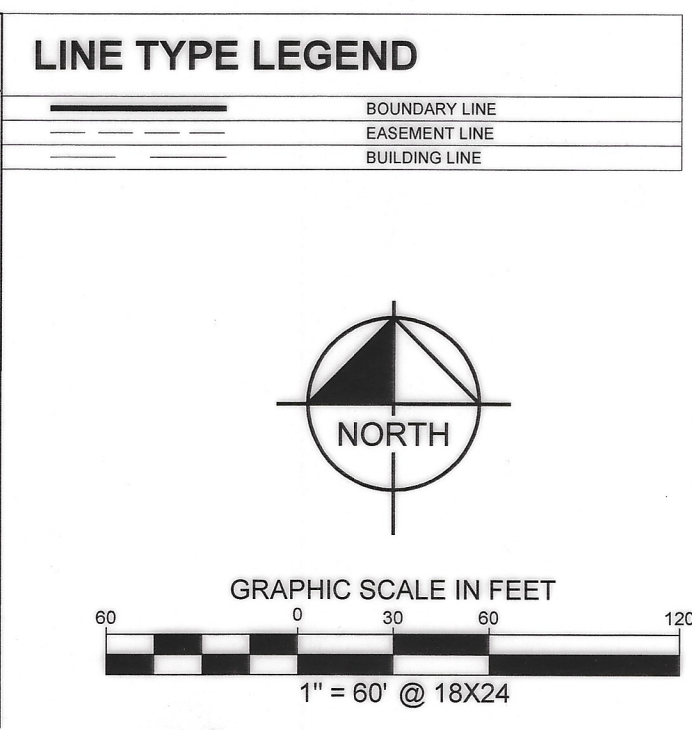 LINE TYPE LEGEND
BOUNDARY LINE
EASEMENT LINE
BUILDING LINE
NORTH
GRAPHIC SCALE IN FEET
60 0 30 60 120
1" = 60' @ 18X24